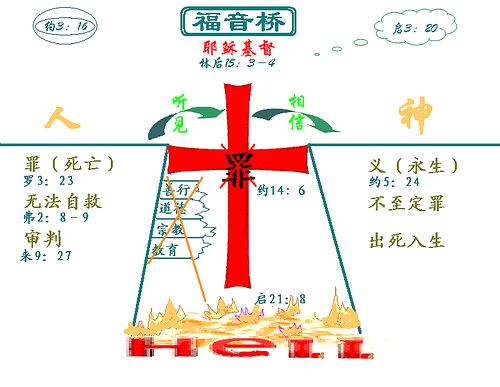 福音桥
约3：16
启3：20
耶稣基督
林后15：3-4
听见
相信
人
神
罪（死亡）
罗3：23
无法自救
弗2：8-9
审判
来9：27
罪
善行
道德
宗教
教育
约14：6
启21：8
义（永生）
约5：24
不至定罪
出死入生
HeLL